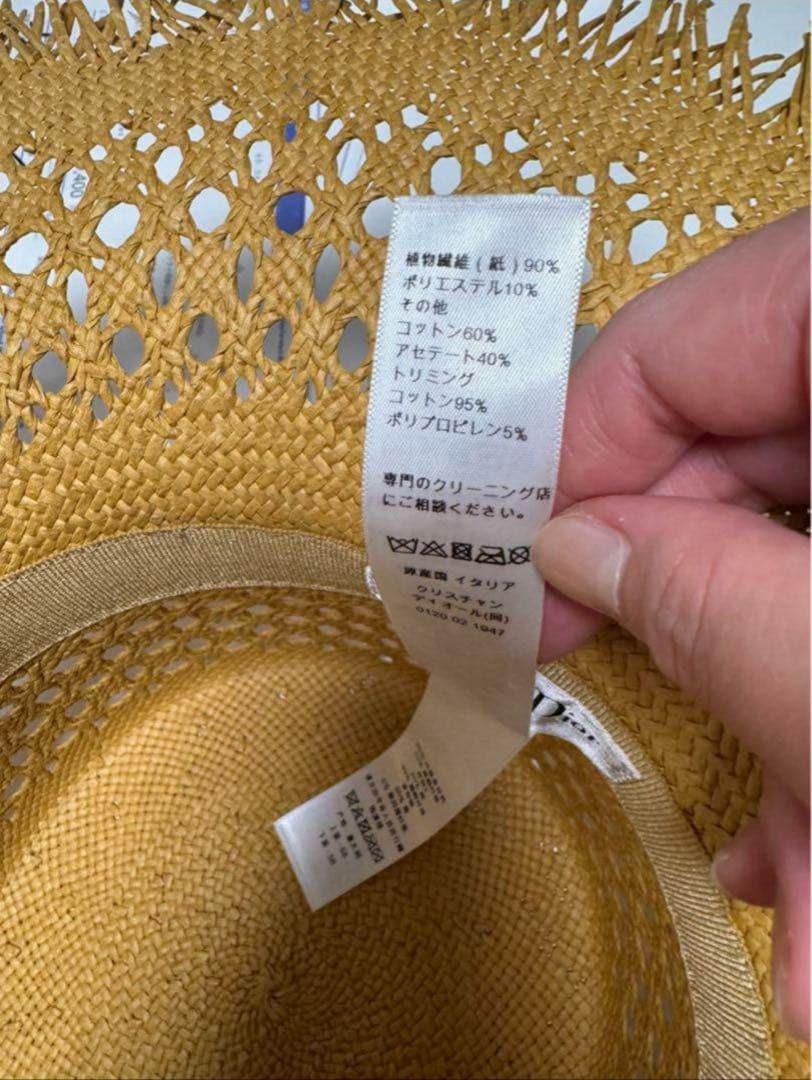 植物繊維(紙)90%
ポリエステル10%
その他
コットン60%
アセテート40%
トリミング
コットン95%
ポリプロピレン5%
専門のクリーニング店
にご相談ください。
原産国 イタリア
クリスチャン
ディオール(同)
0120 02 1947
Dior